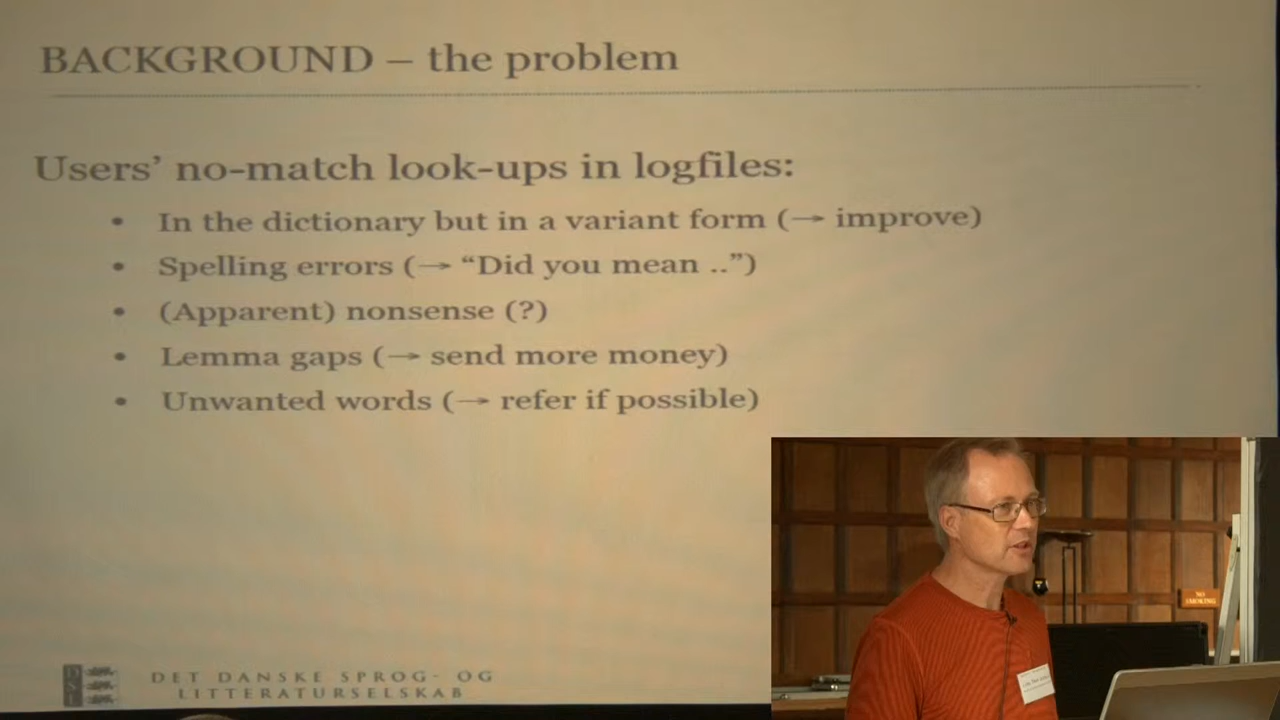 BACKGROUND – the problem
Users’ no-match look-ups in logfiles:
• In the dictionary but in a variant form (→ improve)
• Spelling errors (→ “Did you mean ..”)
• (Apparent) nonsense (?)
• Lemma gaps (→ send more money)
• Unwanted words (→ refer if possible)
DET DANSKE SPROG- OG
LITTERATURSELSKAB
NO
SMOKING